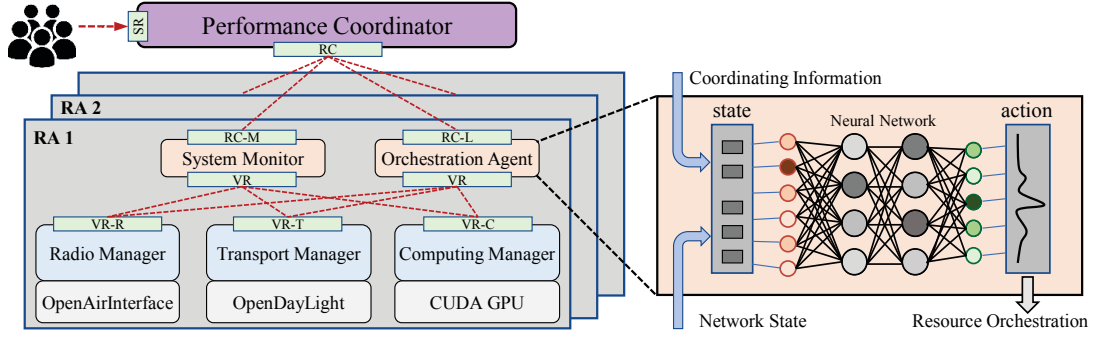 SR
Performance Coordinator
RC
RA 2
RA 1
RC-M
System Monitor
VR
RC-L
Orchestration Agent
VR
VR-R
Radio Manager
OpenAirInterface
VR-T
Transport Manager
OpenDayLight
VR-C
Computing Manager
CUDA GPU
Coordinating Information
state
Neural Network
action
Network State
Resource Orchestration